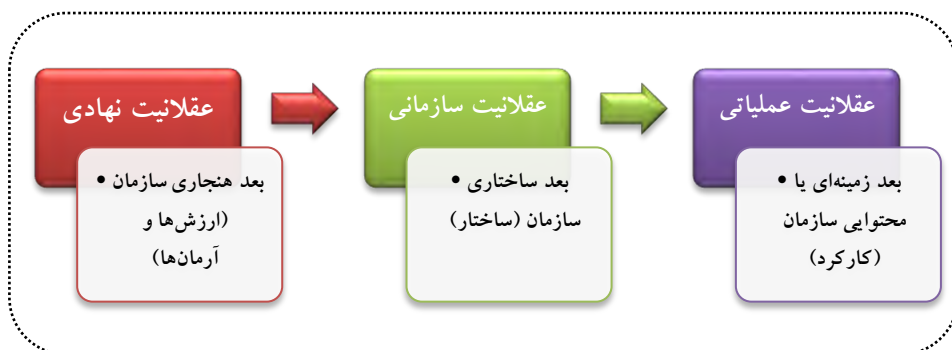 عقلانیت نهادی
• بعد هنجاری سازمان
(ارزش‌ها و
آرمان‌ها)
عقلانیت سازمانی
• بعد ساختاری
سازمان (ساختار)
عقلانیت عملیاتی
• بعد زمینه‌ای یا
محتوایی سازمان
(کارکرد)